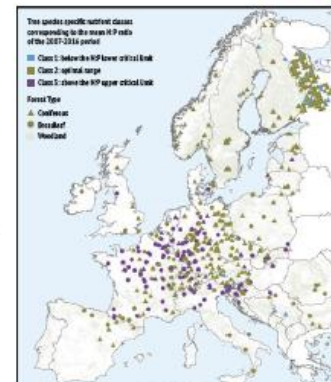 Tree species specific nutrient classes
corresponding to the mean N:P ratio
of the 2007-2016 period
Class 1: below the N:P lower critical limit
Class 2: optimal range
Class 3: above the N:P upper critical limit
Forest Type
Coniferous
Broadleaf
Woodland